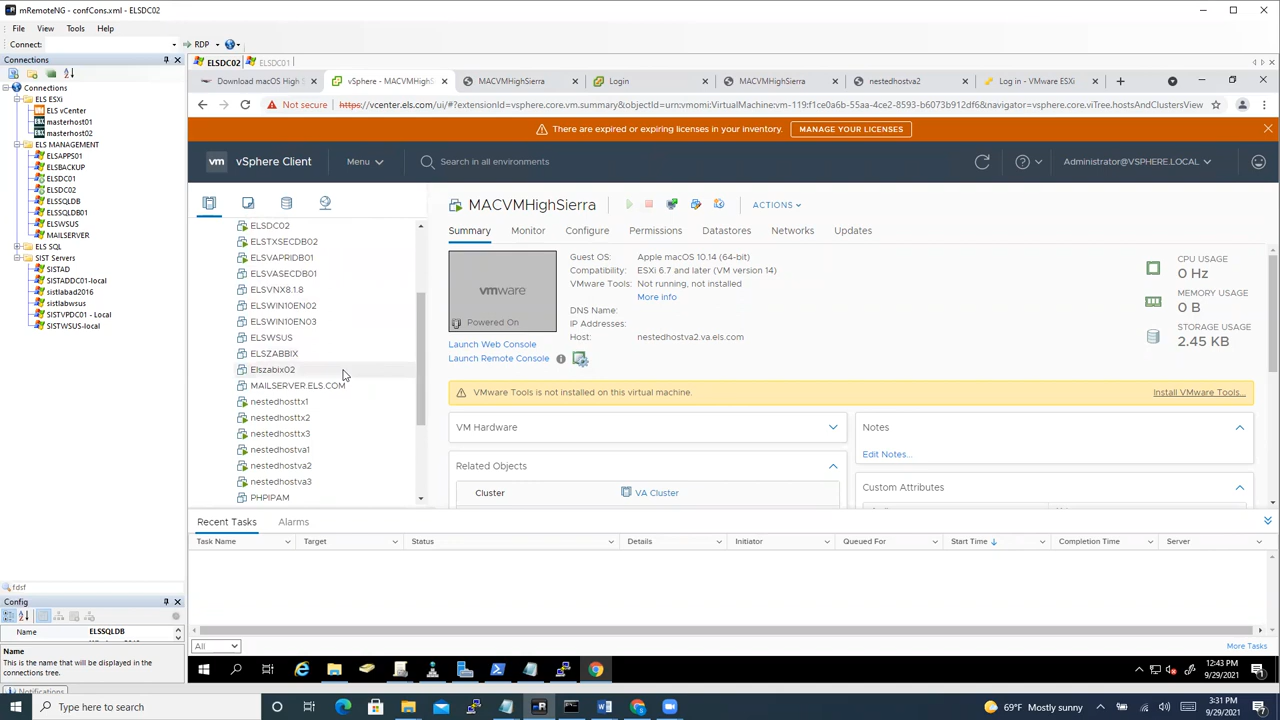 mRemoteNG - confCons.xml - ELSDC02
File View Tools Help
Connect: RDP
Connections
ELSDC02 ELSDC01
Connections
ELS ESXi
ELS vCenter
masterhost01
masterhost02
ELS MANAGEMENT
ELSAPPS01
ELSBACKUP
ELSDC01
ELSDC02
ELSSQLDB
ELSSQLDB01
ELSWSUS
MAILSERVER
ELS SQL
SIST Servers
SISTAD
SISTADDC01-local
sistlabad2016
sistlabwsus
SISTVPDC01 - Local
SISTWSUS-local
fdsf
Config
Name ELSSQLDB
Name
This is the name that will be displayed in the connections tree.
Notifications
Download macOS High vSphere - MACVMHighS MACVMHighSierra Login MACVMHighSierra nestedhostva2 Log in - VMware ESXi
Not secure https://vcenter.els.com/ui/#?extensionId=vsphere.core.vm.summary&objectId=urn:vmomi:VirtualMachine:vm-119:f1ce0a6b-55aa-4ce2-8193-b6073b912df6&navigator=vsphere.core.viTree.hostsAndClustersView
There are expired or expiring licenses in your inventory. MANAGE YOUR LICENSES
vm vSphere Client Menu Search in all environments Administrator@VSPHERE.LOCAL
ELSDC02
ELSTXSECDB02
ELSVAPRIDB01
ELSVASECDB01
ELSVNX8.1.8
ELSWIN10EN02
ELSWIN10EN03
ELSWSUS
ELSZABBIX
Elszabix02
MAILSERVER.ELS.COM
nestedhosttx1
nestedhosttx2
nestedhosttx3
nestedhostva1
nestedhostva2
nestedhostva3
PHPIPAM
MACVMHighSierra ACTIONS
Summary Monitor Configure Permissions Datastores Networks Updates
vmware
Powered On
Launch Web Console
Launch Remote Console
Guest OS: Apple macOS 10.14 (64-bit)
Compatibility: ESXi 6.7 and later (VM version 14)
VMware Tools: Not running, not installed
More info
DNS Name:
IP Addresses:
Host: nestedhostva2.va.els.com
CPU USAGE
0 Hz
MEMORY USAGE
0 B
STORAGE USAGE
2.45 KB
VMware Tools is not installed on this virtual machine. Install VMware Tools...
VM Hardware
Related Objects
Cluster VA Cluster
Notes
Edit Notes...
Custom Attributes
Recent Tasks Alarms
Task Name Target Status Details Initiator Queued For Start Time Completion Time Server
All More Tasks
12:43 PM
9/29/2021
Type here to search
69°F Mostly sunny
3:31 PM
9/29/2021